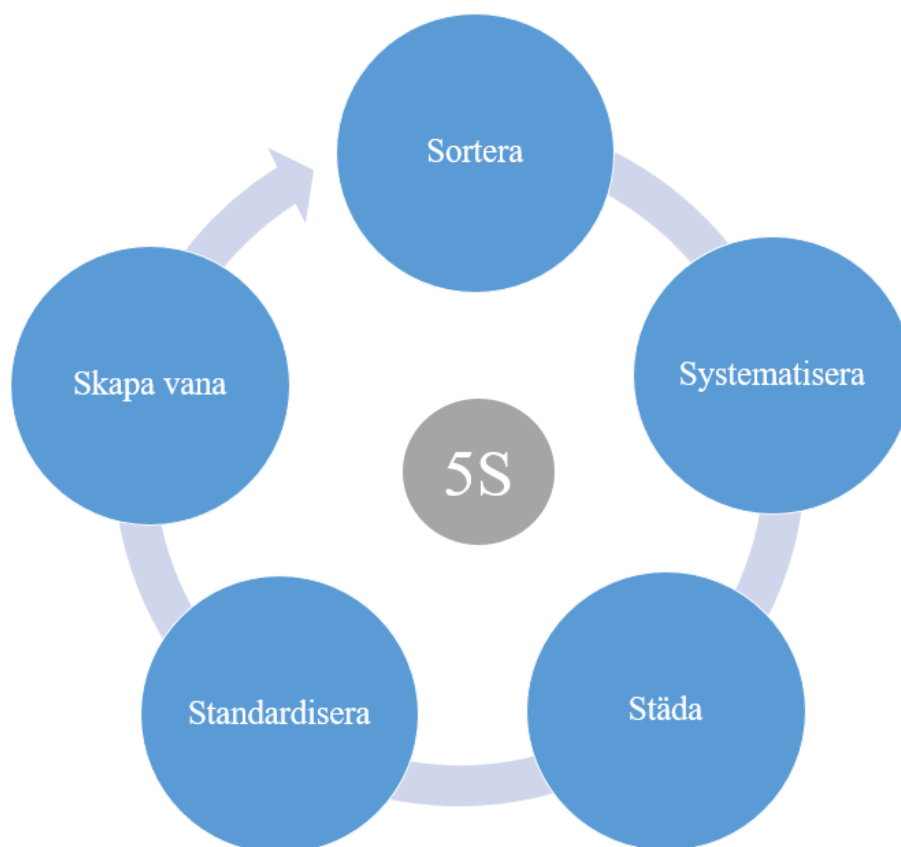 Sortera
Systematisera
Städa
Standardisera
Skapa vana
5S